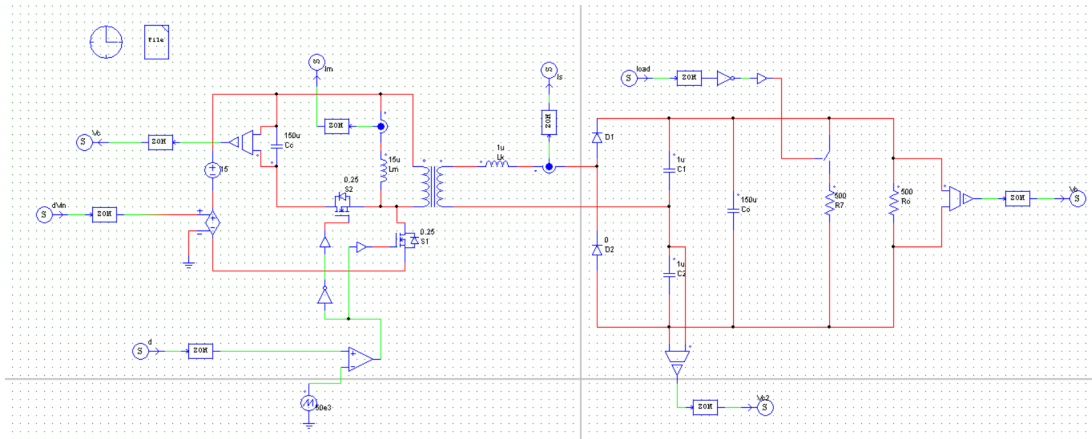 File
Im
Is
load
ZOH
Vc
ZOH
150u
Cc
ZOH
ZOH
1u
Lk
D1
15
15u
Lm
0.25
S2
1u
C1
500
R7
500
Ro
ZOH
Vo
dVin
ZOH
0.25
S1
0
D2
150u
Co
1u
C2
d
ZOH
50e3
ZOH
Vc2